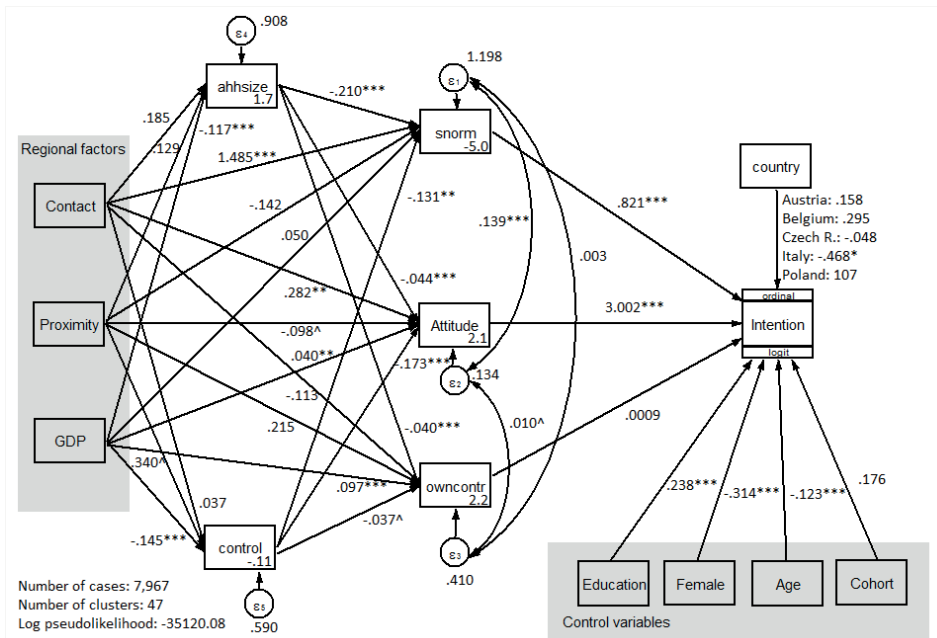 .908
ε4
ahhsize
1.7
1.198
ε1
snorm
-5.0
-.210***
.185
-.117***
.129
Regional factors
1.485***
Contact
-.131**
-.142
.139***
.821***
.003
country
Austria: .158
Belgium: .295
Czech R.: -.048
Italy: -.468*
Poland: 107
.050
-.044***
.282**
Proximity
-.098^
Attitude
2.1
3.002***
ordinal
Intention
logit
.040**
-.173***
.134
ε2
-.113
.215
.010^
.0009
GDP
-.040***
.340^
.097***
owncontr
2.2
.037
-.037^
-.145***
control
-.11
ε3
.410
ε5
.590
.238***
-.314***
-.123***
.176
Education
Female
Age
Cohort
Control variables
Number of cases: 7,967
Number of clusters: 47
Log pseudolikelihood: -35120.08